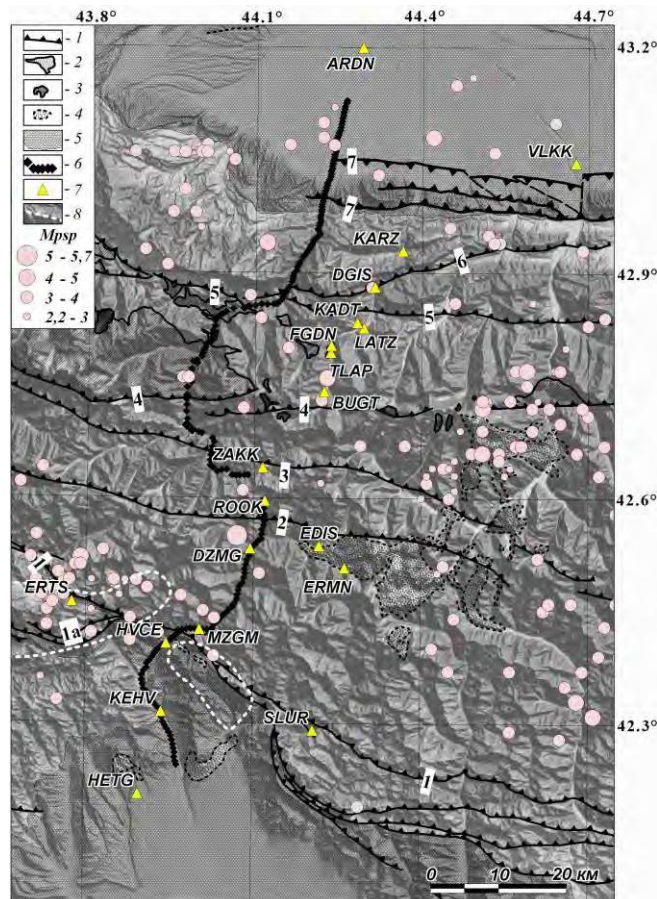 43.8° 44.1° 44.4° 44.7°
- 1
- 2
- 3
- 4
- 5
- 6
- 7
- 8
Mpsp
5 - 5,7
4 - 5
3 - 4
2,2 - 3
43.2°
ARDN
VLKK
7
7
KARZ
6
DGIS
42.9°
5
KADT
5
FGDN
LATZ
TLAP
4
4
BUGT
ZAKK
3
42.6°
ROOK
2
EDIS
DZMG
ERMN
1
ERTS
1a
HVCE
MZGM
KEHV
SLUR
42.3°
1
HETG
0 10 20 км